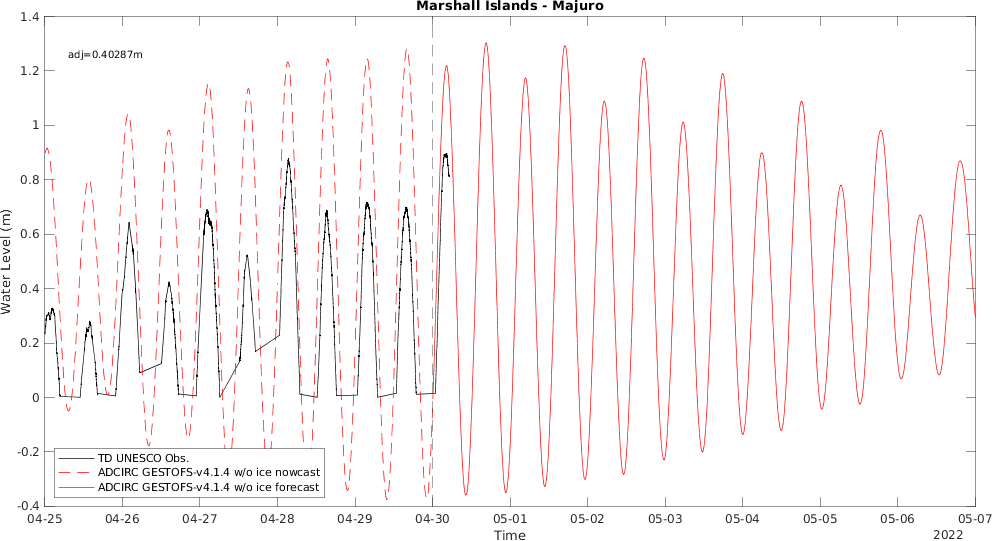 Marshall Islands - Majuro
adj=0.40287m
1.4
1.2
1
0.8
0.6
0.4
0.2
0
-0.2
-0.4
Water Level (m)
TD UNESCO Obs.
ADCIRC GESTOFS-v4.1.4 w/o ice nowcast
ADCIRC GESTOFS-v4.1.4 w/o ice forecast
04-25 04-26 04-27 04-28 04-29 04-30 05-01 05-02 05-03 05-04 05-05 05-06 05-07
Time
2022